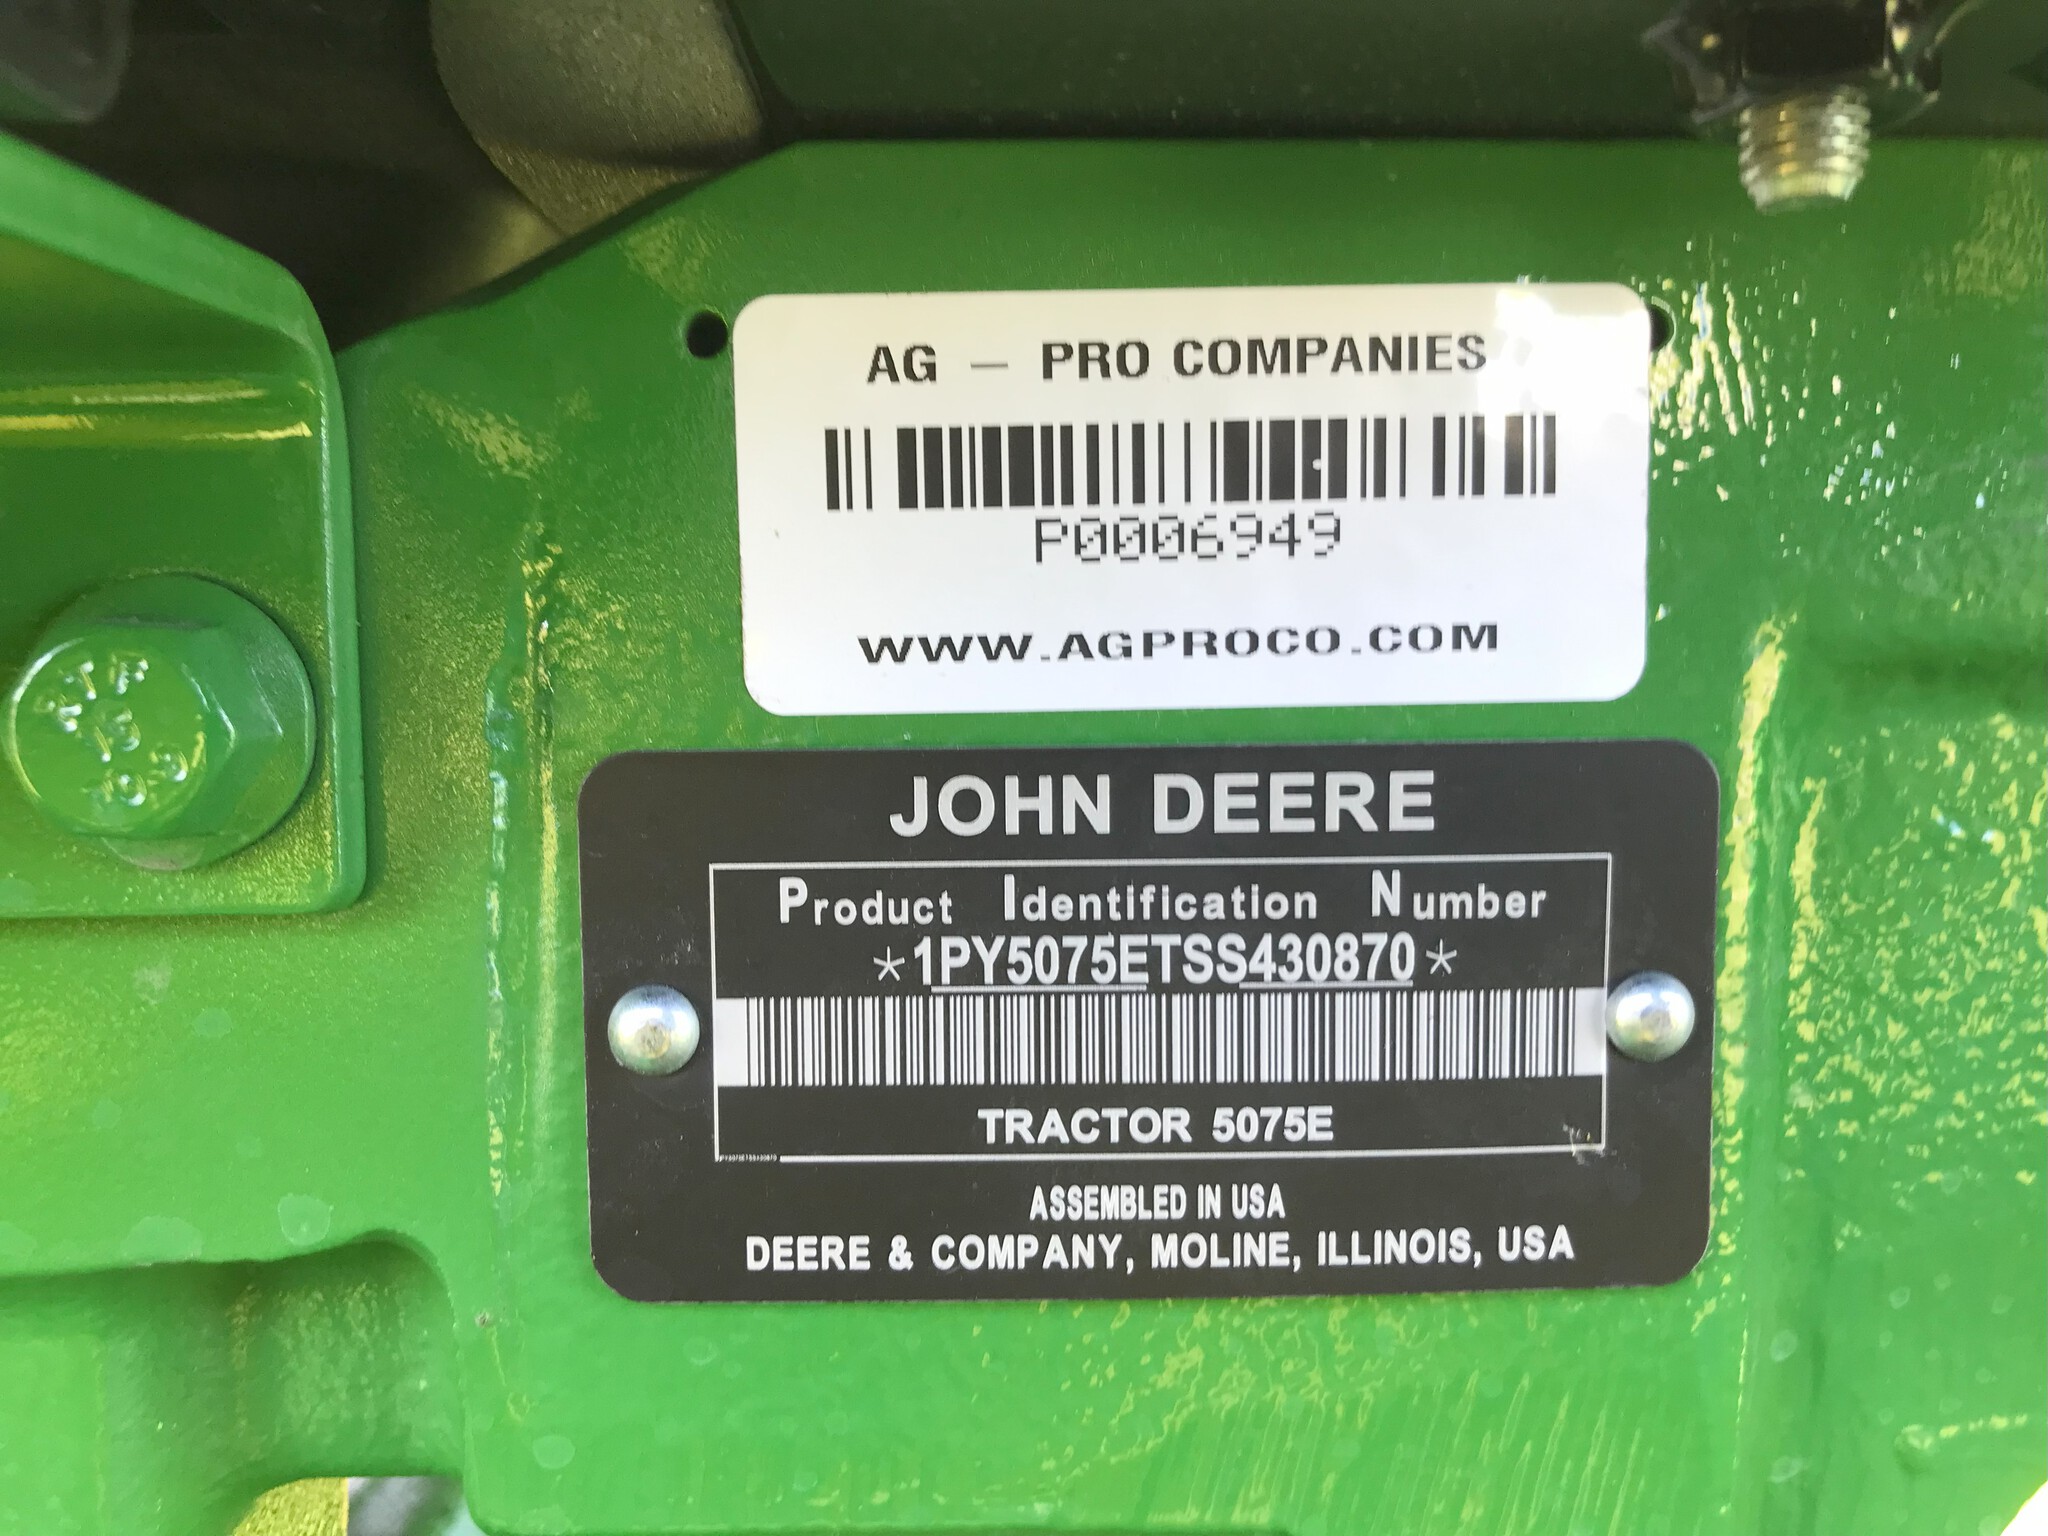 AG - PRO COMPANIES
P0006949
WWW.AGPROCO.COM
JOHN DEERE
Product Identification Number
*1PY5075ETSS430870*
TRACTOR 5075E
ASSEMBLED IN USA
DEERE & COMPANY, MOLINE, ILLINOIS, USA